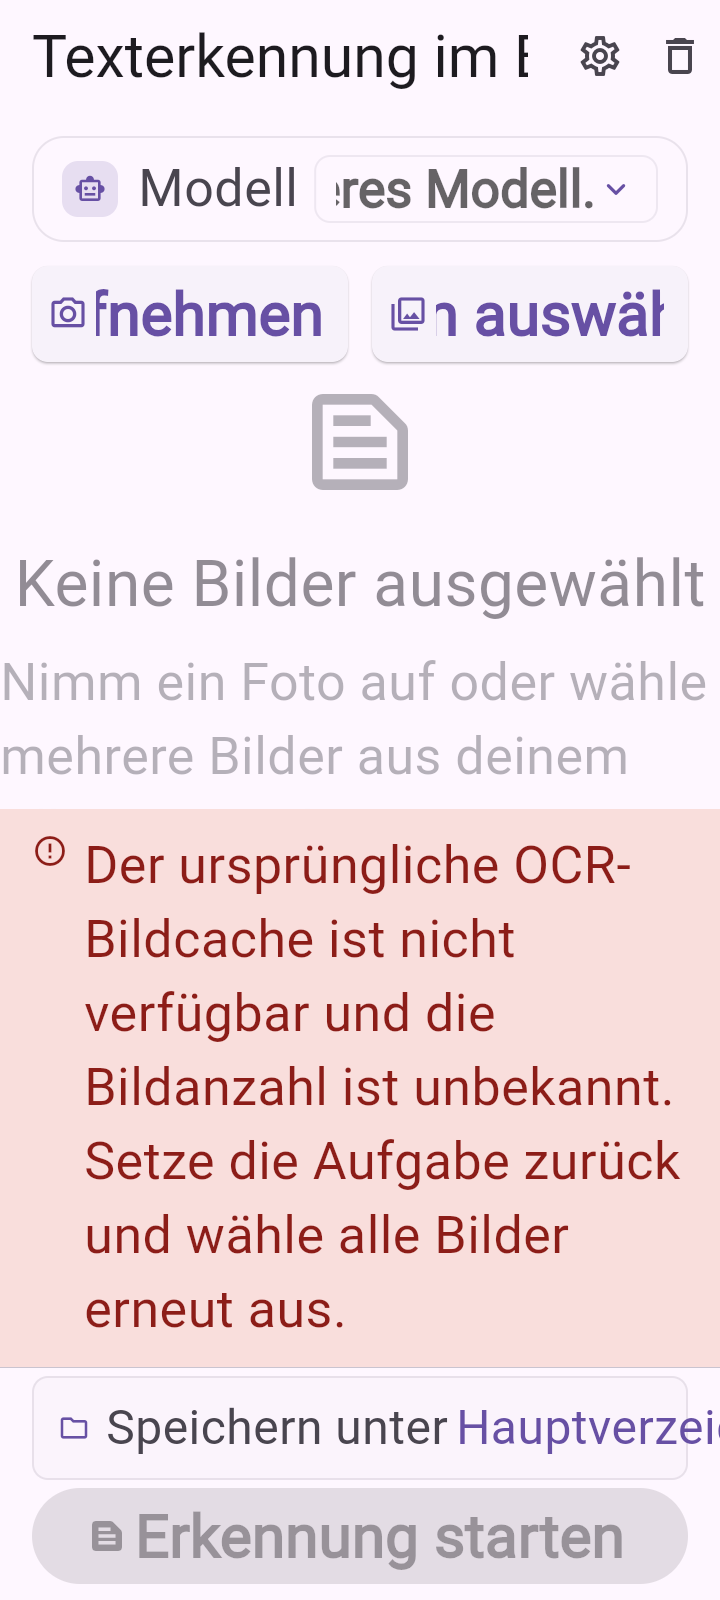 Texterkennung im
Modell
res Modell.
fnehmen
auswäh
Keine Bilder ausgewählt
Nimm ein Foto auf oder wähle
mehrere Bilder aus deinem
Der ursprüngliche OCR-
Bildcache ist nicht
verfügbar und die
Bildanzahl ist unbekannt.
Setze die Aufgabe zurück
und wähle alle Bilder
erneut aus.
Speichern unter Hauptverzei
Erkennung starten